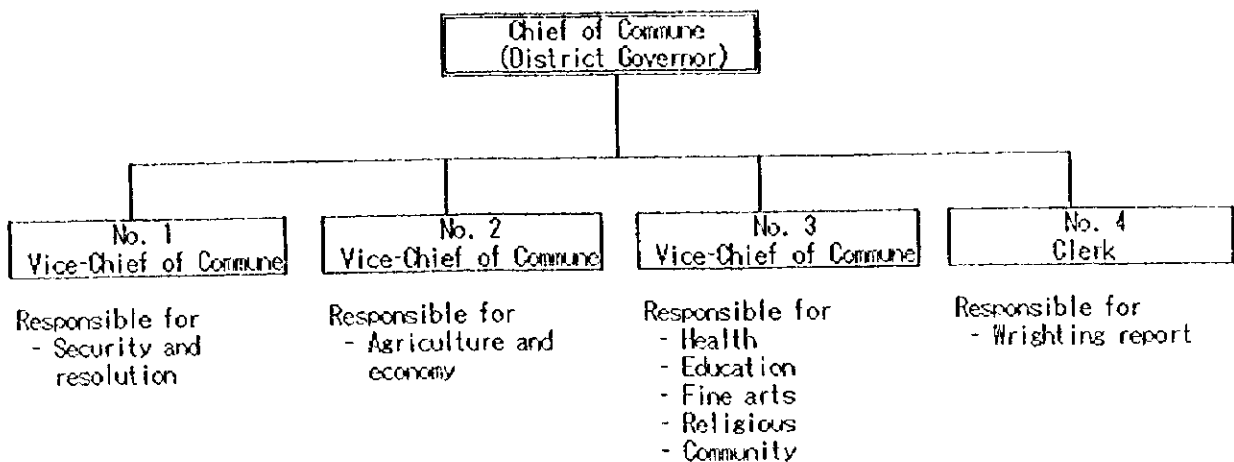 Chief of Commune
(District Governor)
No. 1
Vice-Chief of Commune
No. 2
Vice-Chief of Commune
No. 3
Vice-Chief of Commune
No. 4
Clerk
Responsible for
- Security and
resolution
Responsible for
- Agriculture and
economy
Responsible for
- Health
- Education
- Fine arts
- Religious
- Community
Responsible for
- Wrighting report